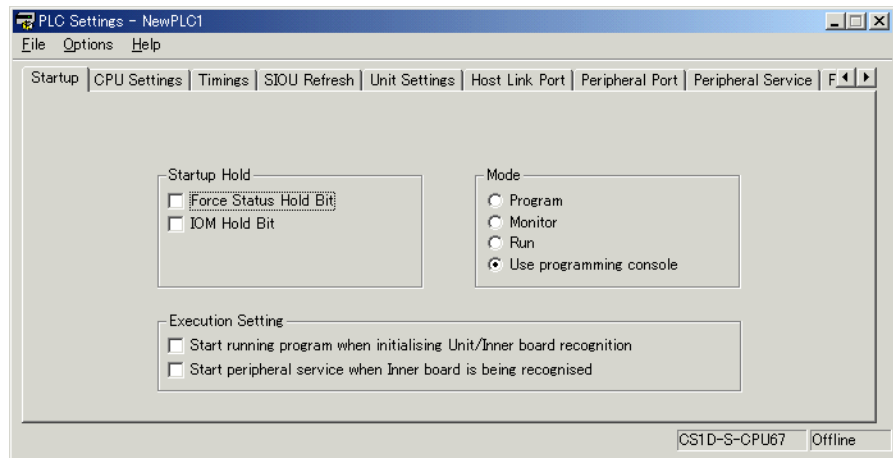 PLC Settings - NewPLC1
File Options Help
Startup CPU Settings Timings SIOU Refresh Unit Settings Host Link Port Peripheral Port Peripheral Service F
Startup Hold
Force Status Hold Bit
IOM Hold Bit
Mode
Program
Monitor
Run
Use programming console
Execution Setting
Start running program when initialising Unit/Inner board recognition
Start peripheral service when Inner board is being recognised
CS1D-S-CPU67 Offline